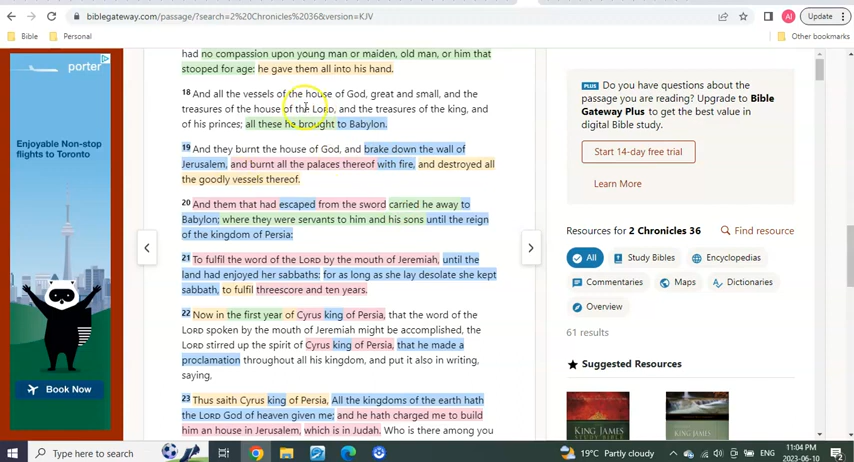 biblegateway.com/passage/?search=2%20Chronicles%2036&version=KJV
AI
Update
Bible
Personal
Other bookmarks
porter
Enjoyable Non-stop
flights to Toronto
Book Now
had no compassion upon young man or maiden, old man, or him that
stooped for age: he gave them all into his hand.
18 And all the vessels of the house of God, great and small, and the
treasures of the house of the LORD, and the treasures of the king, and
of his princes; all these he brought to Babylon.
19 And they burnt the house of God, and brake down the wall of
Jerusalem, and burnt all the palaces thereof with fire, and destroyed all
the goodly vessels thereof.
20 And them that had escaped from the sword carried he away to
Babylon; where they were servants to him and his sons until the reign
of the kingdom of Persia:
21 To fulfil the word of the LORD by the mouth of Jeremiah, until the
land had enjoyed her sabbaths: for as long as she lay desolate she kept
sabbath, to fulfil threescore and ten years.
22 Now in the first year of Cyrus king of Persia, that the word of the
LORD spoken by the mouth of Jeremiah might be accomplished, the
LORD stirred up the spirit of Cyrus king of Persia, that he made a
proclamation throughout all his kingdom, and put it also in writing,
saying,
23 Thus saith Cyrus king of Persia, All the kingdoms of the earth hath
the LORD God of heaven given me; and he hath charged me to build
him an house in Jerusalem, which is in Judah. Who is there among you
PLUS Do you have questions about the
passage you are reading? Upgrade to Bible
Gateway Plus to get the best value in
digital Bible study.
Start 14-day free trial
Learn More
Resources for 2 Chronicles 36
Find resource
All
Study Bibles
Encyclopedias
Commentaries
Maps
Dictionaries
Overview
61 results
Suggested Resources
KING JAMES
KING JAMES
Type here to search
19°C Partly cloudy
ENG
11:04 PM
2023-06-10